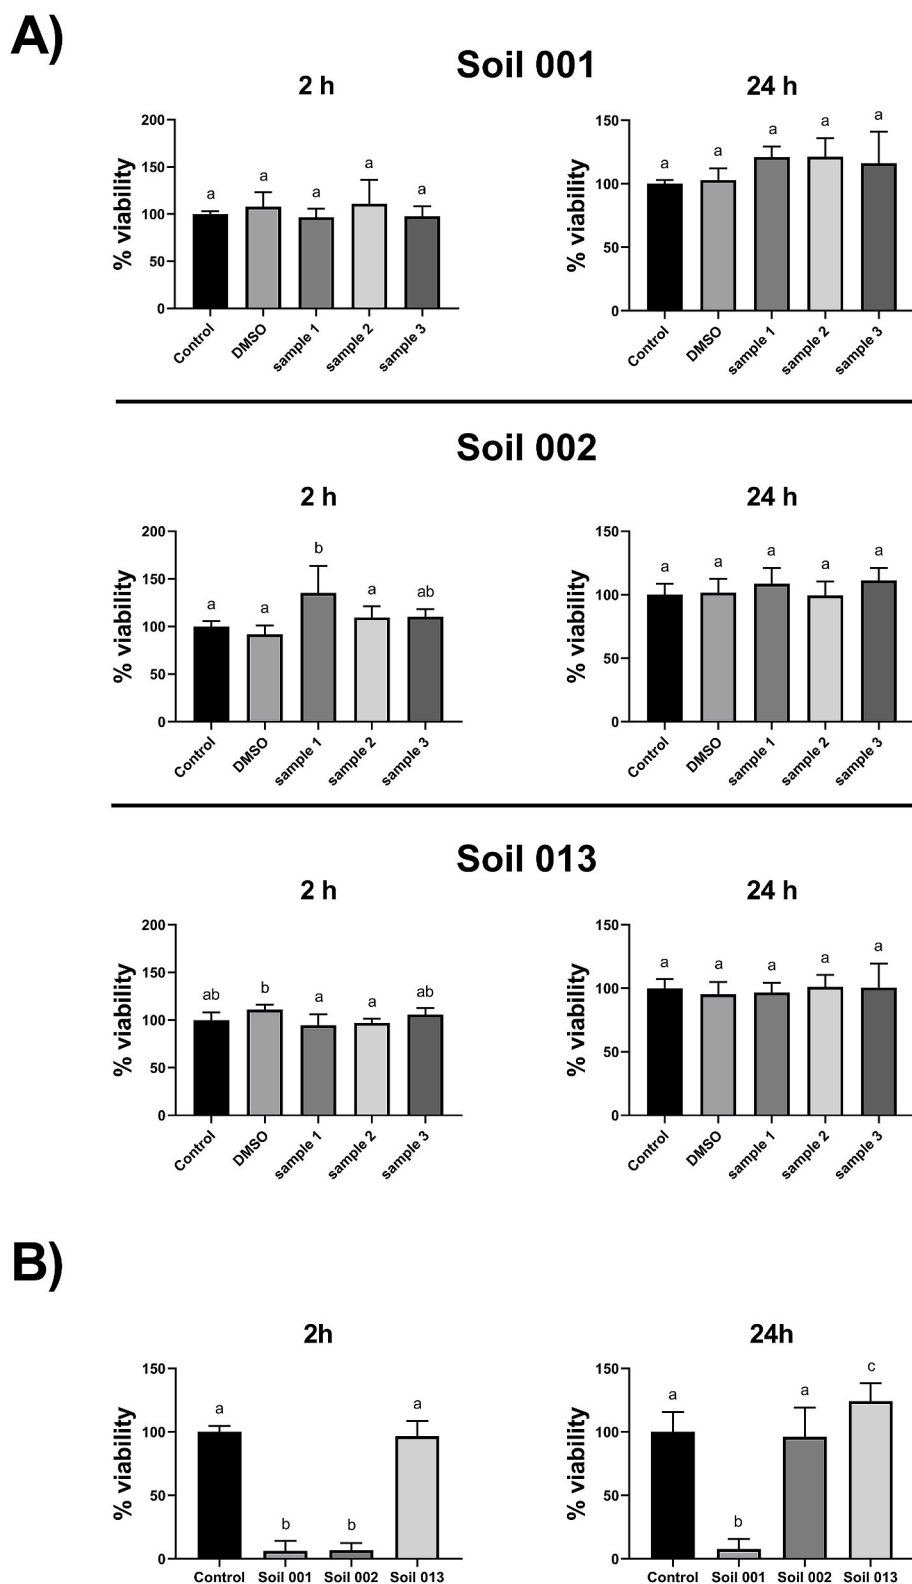 A)
Soil 001
2 h
24 h
200
150
100
50
0
% viability
a a a a a
Control DMSO sample 1 sample 2 sample 3
150
100
50
0
% viability
a a a a a
Control DMSO sample 1 sample 2 sample 3
Soil 002
2 h
24 h
200
150
100
50
0
% viability
a a b a ab
Control DMSO sample 1 sample 2 sample 3
150
100
50
0
% viability
a a a a a
Control DMSO sample 1 sample 2 sample 3
Soil 013
2 h
24 h
200
150
100
50
0
% viability
ab b a a ab
Control DMSO sample 1 sample 2 sample 3
150
100
50
0
% viability
a a a a a
Control DMSO sample 1 sample 2 sample 3
B)
2h
24h
150
100
50
0
% viability
a b b a
Control Soil 001 Soil 002 Soil 013
150
100
50
0
% viability
a b a c
Control Soil 001 Soil 002 Soil 013